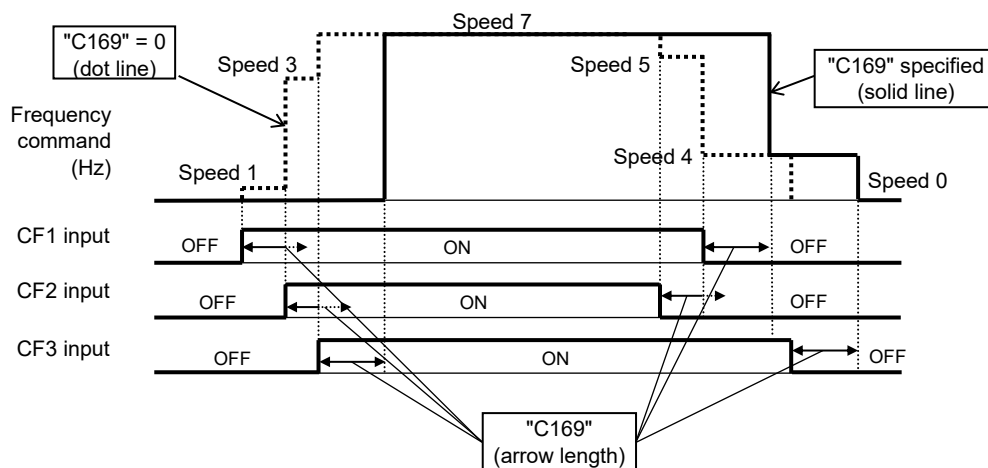 Speed 7
"C169" = 0
(dot line)
Speed 3
Speed 5
"C169" specified
(solid line)
Frequency
command
(Hz)
Speed 1
Speed 4
Speed 0
CF1 input
OFF
ON
OFF
CF2 input
OFF
ON
OFF
CF3 input
OFF
ON
OFF
"C169"
(arrow length)